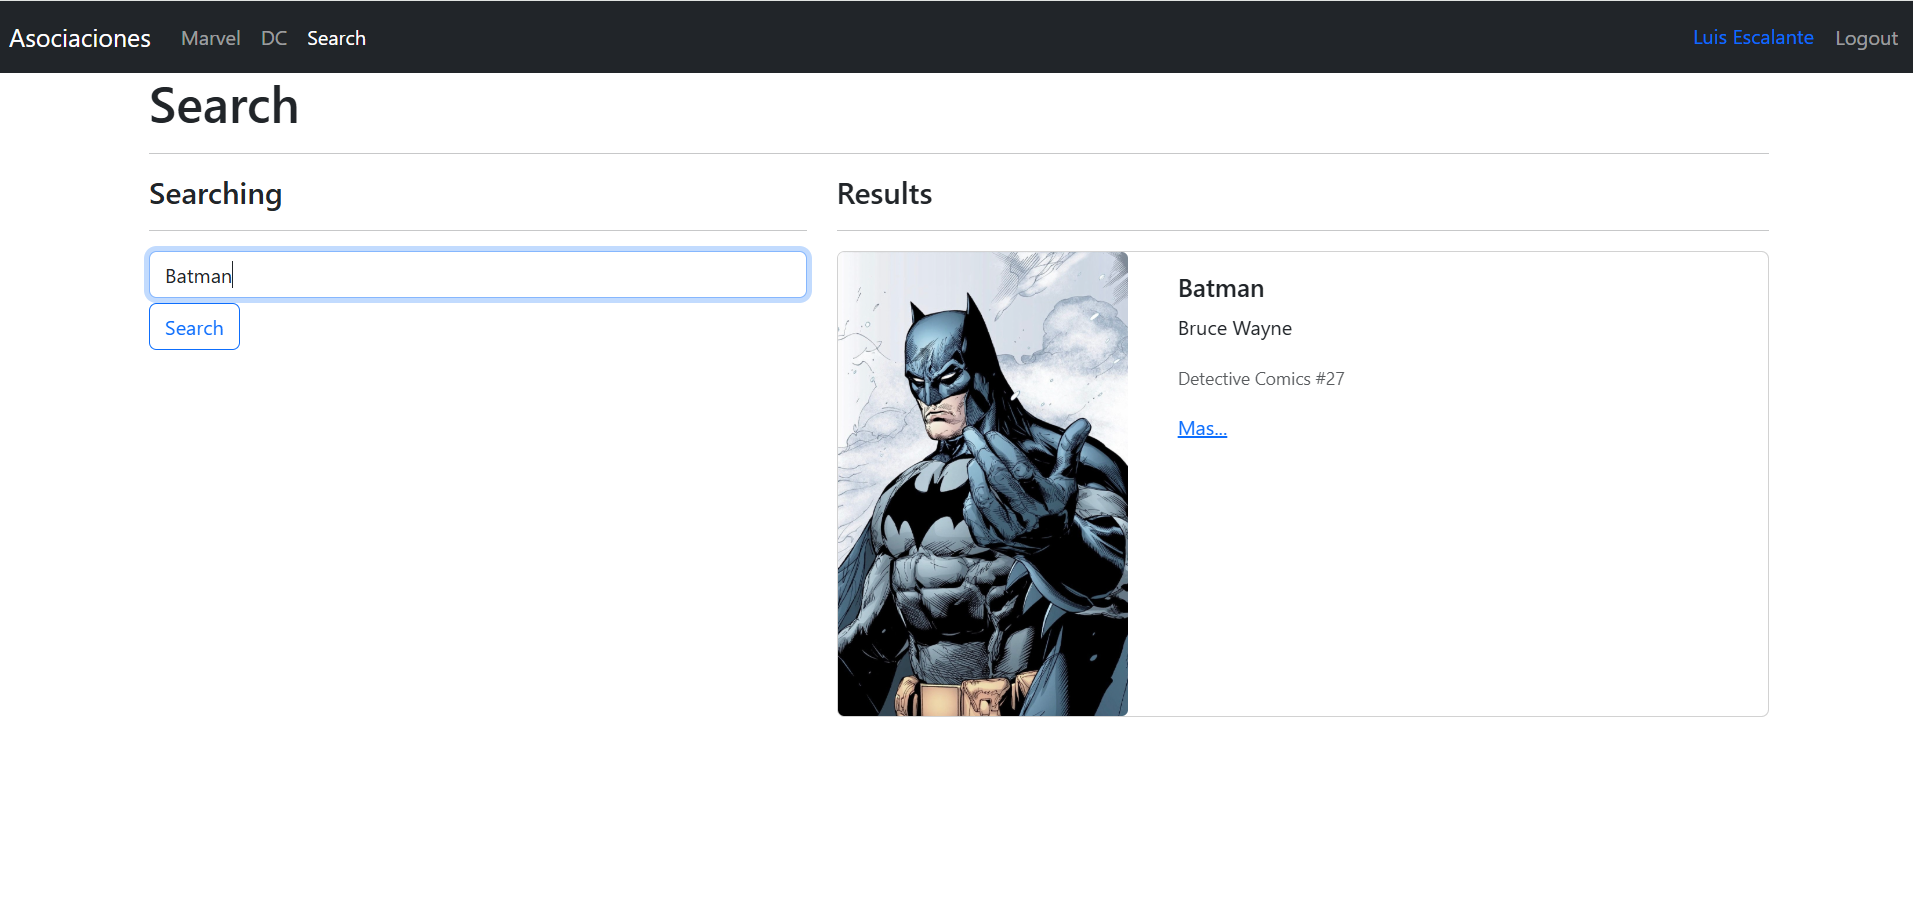 Asociaciones Marvel DC Search Luis Escalante Logout
Search
Searching
Batman
Search
Results
Batman
Bruce Wayne
Detective Comics #27
Mas...